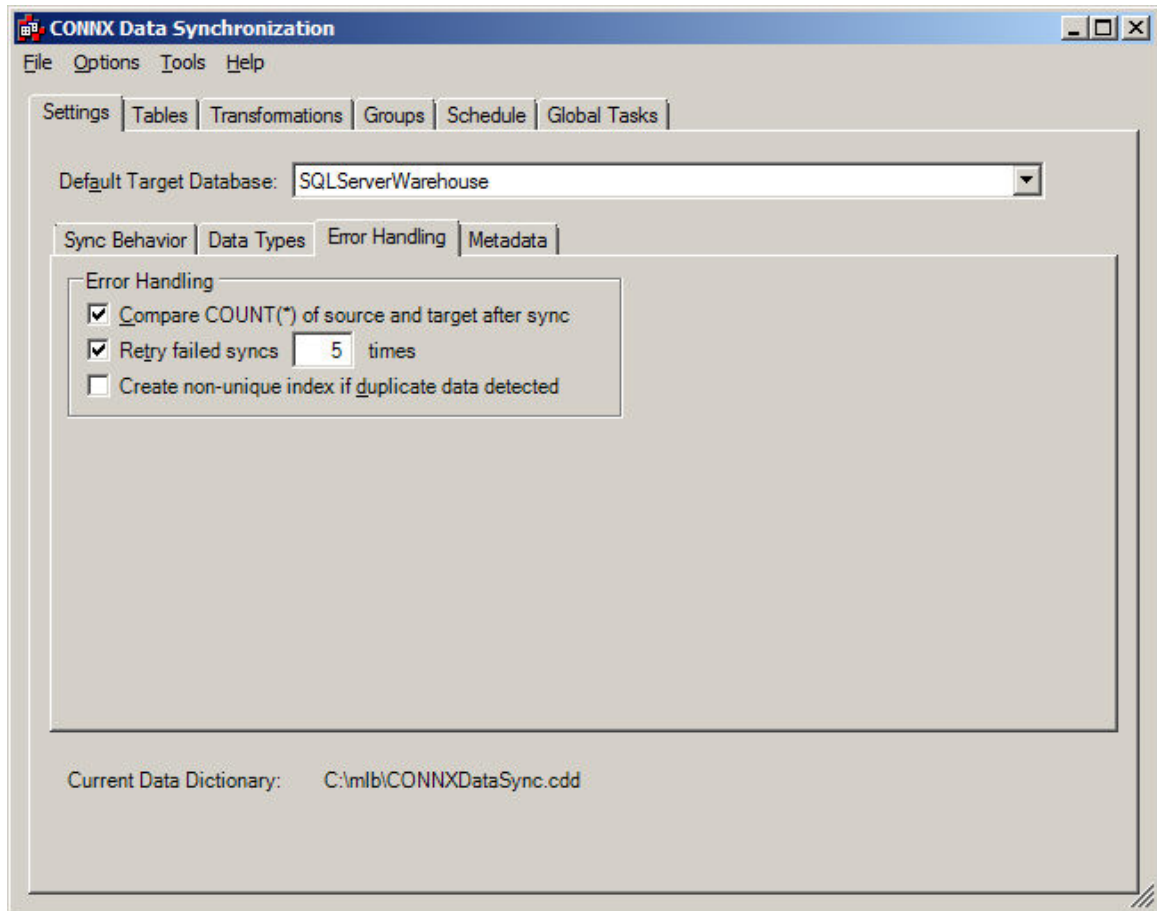 CONNX Data Synchronization
File Options Tools Help
Settings Tables Transformations Groups Schedule Global Tasks
Default Target Database: SQLServerWarehouse
Sync Behavior Data Types Error Handling Metadata
Error Handling
Compare COUNT(*) of source and target after sync
Retry failed syncs 5 times
Create non-unique index if duplicate data detected
Current Data Dictionary: C:\mlb\CONNXDataSync.cdd